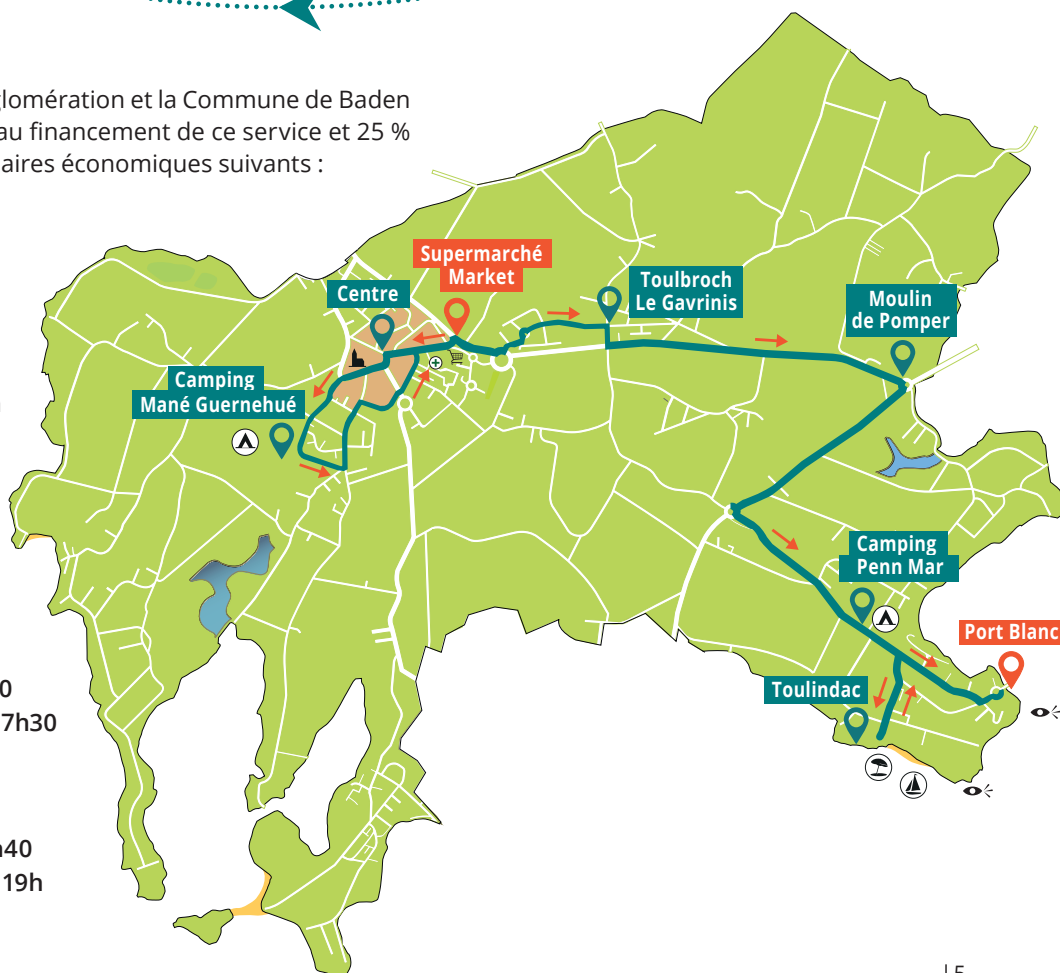 glomération et la Commune de Baden
au financement de ce service et 25 %
aires économiques suivants :
Supermarché
Market
Centre
Toulbroch
Le Gavrinis
Moulin
de Pomper
Camping
Mané Guernehué
Camping
Penn Mar
Port Blanc
Toulindac
0
7h30
h40
19h
| 5